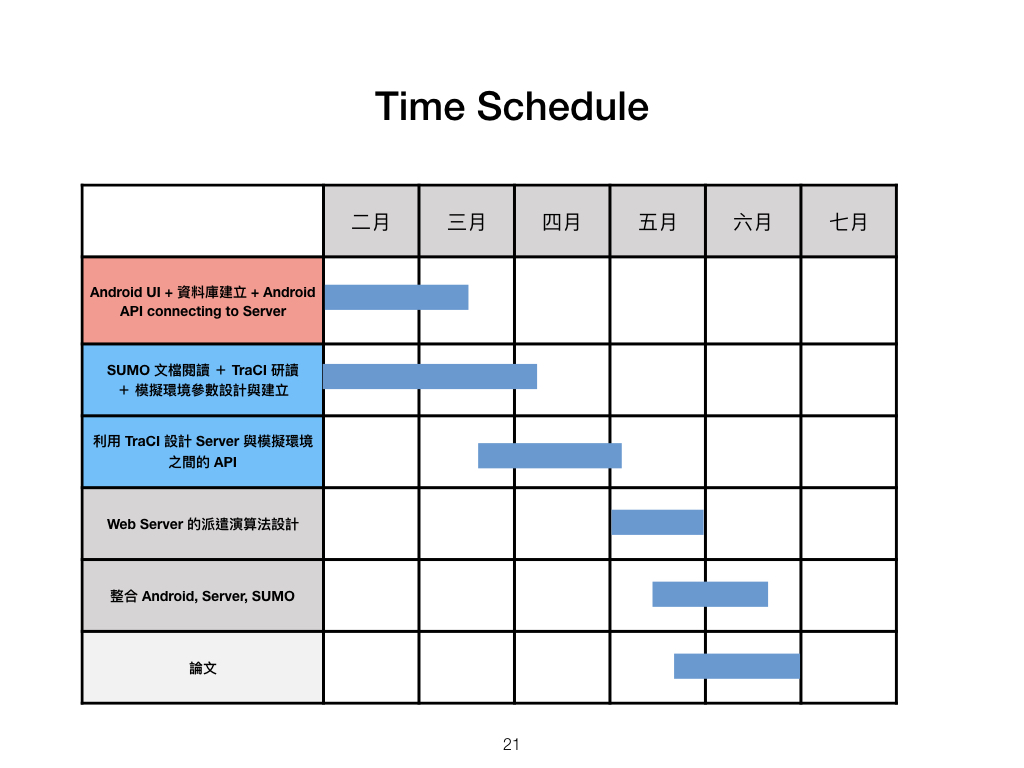 Time Schedule
二月 三月 四月 五月 六月 七月
Android UI + 資料庫建立 + Android
API connecting to Server
SUMO 文檔閱讀 ＋ TraCI 研讀
＋ 模擬環境參數設計與建立
利用 TraCI 設計 Server 與模擬環境
之間的 API
Web Server 的派遣演算法設計
整合 Android, Server, SUMO
論文
21